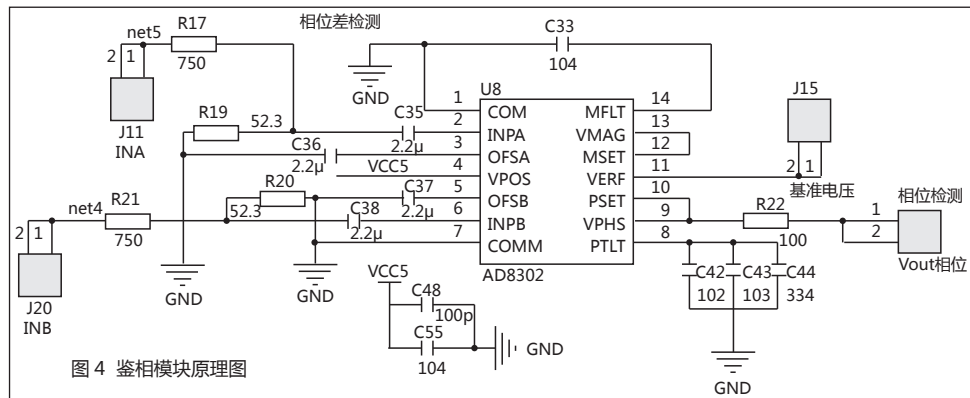 相位差检测
net5
R17
750
2
1
J11
INA
GND
C33
104
U8
1
COM
2
INPA
3
OFSA
4
VPOS
5
OFSB
6
INPB
7
COMM
MFLT
14
VMAG
13
MSET
12
VERF
11
PSET
10
VPHS
9
PTLT
8
AD8302
R19
52.3
C35
2.2μ
C36
2.2μ
VCC5
R20
52.3
C37
2.2μ
C38
2.2μ
net4
R21
750
2
1
J20
INB
GND
GND
J15
2
1
基准电压
R22
100
相位检测
1
2
Vout相位
C42
102
C43
103
C44
334
GND
VCC5
C48
100p
C55
104
GND
图 4 鉴相模块原理图